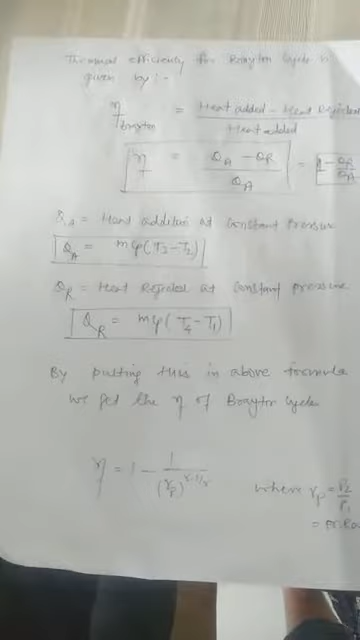 Thermal efficiency for Brayton Cycle is
given by :-
η Brayton = Heat added - Heat Rejected / Heat added
η = QA - QR / QA = 1 - QR / QA
QA = Heat addition at Constant Pressure
QA = mcp (T3 - T2)
QR = Heat Rejected at constant pressure
QR = mcp (T4 - T1)
By putting this in above formula
we get the η of Brayton Cycle
η = 1 - 1 / (rp)^γ-1/γ where rp = P2 / P1
= Pr. Ra